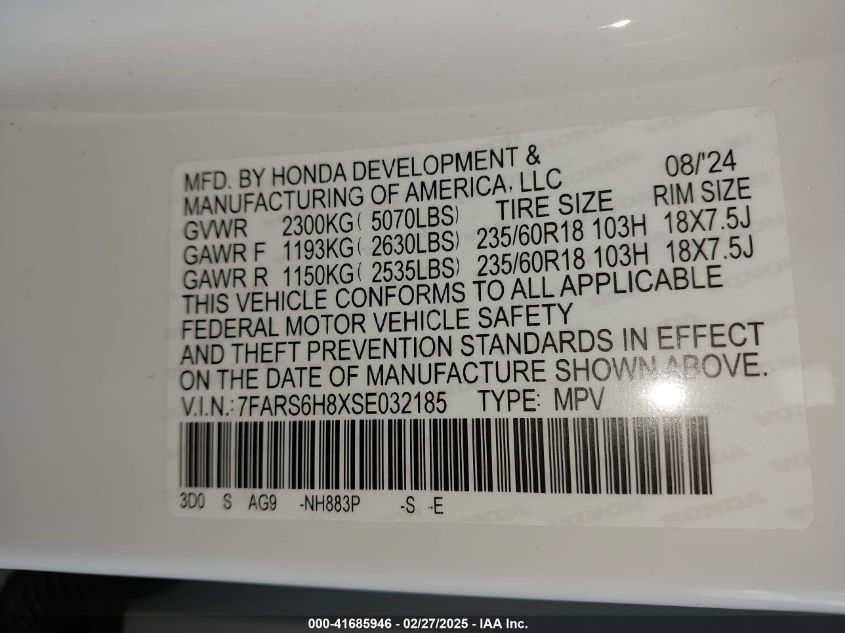 MFD. BY HONDA DEVELOPMENT & 08/'24
MANUFACTURING OF AMERICA, LLC
GVWR 2300KG( 5070LBS) TIRE SIZE RIM SIZE
GAWR F 1193KG( 2630LBS) 235/60R18 103H 18X7.5J
GAWR R 1150KG( 2535LBS) 235/60R18 103H 18X7.5J
THIS VEHICLE CONFORMS TO ALL APPLICABLE
FEDERAL MOTOR VEHICLE SAFETY
AND THEFT PREVENTION STANDARDS IN EFFECT
ON THE DATE OF MANUFACTURE SHOWN ABOVE.
V.I.N.:7FARS6H8XSE032185 TYPE: MPV
3D0 S AG9 -NH883P -S -E
000-41685946 – 02/27/2025 – IAA Inc.